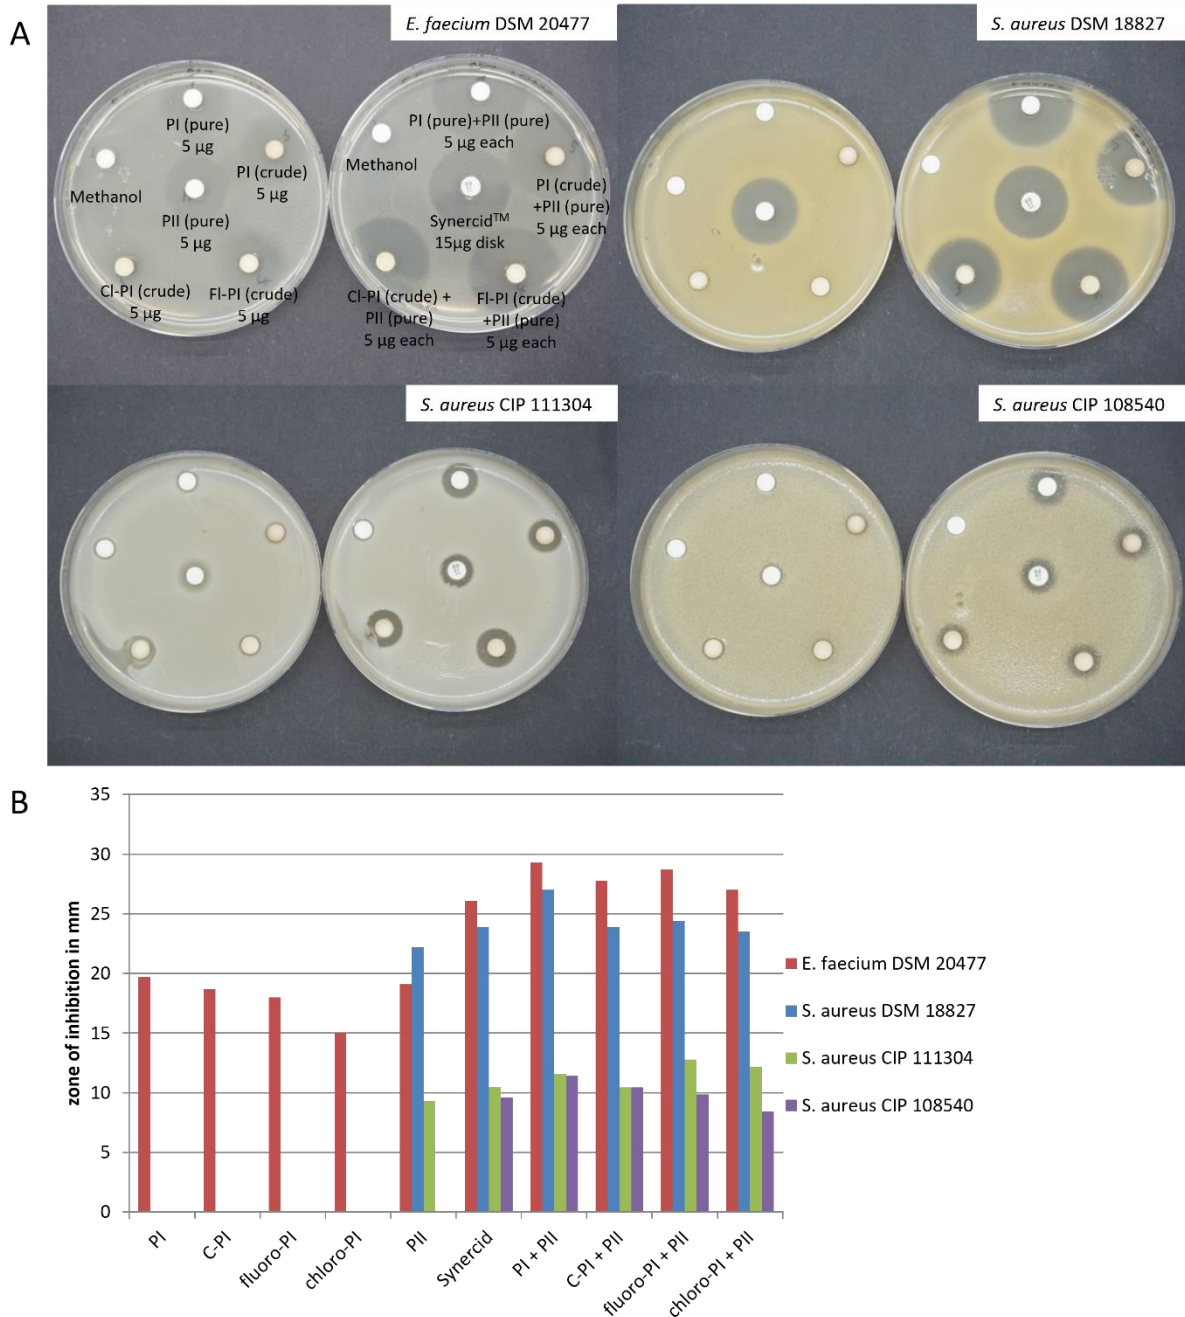 A
E. faecium DSM 20477
S. aureus DSM 18827
PI (pure)
5 µg
PI (crude)
5 µg
Methanol
PII (pure)
5 µg
Cl-PI (crude)
5 µg
Fl-PI (crude)
5 µg
PI (pure)+PII (pure)
5 µg each
Methanol
PI (crude)
+PII (pure)
5 µg each
Synercid™
15µg disk
Cl-PI (crude) +
PII (pure)
5 µg each
Fl-PI (crude)
+PII (pure)
5 µg each
S. aureus CIP 111304
S. aureus CIP 108540
B
35
30
25
20
15
10
5
0
zone of inhibition in mm
PI
C-PI
fluoro-PI
chloro-PI
PII
Synercid
PI + PII
C-PI + PII
fluoro-PI + PII
chloro-PI + PII
E. faecium DSM 20477
S. aureus DSM 18827
S. aureus CIP 111304
S. aureus CIP 108540